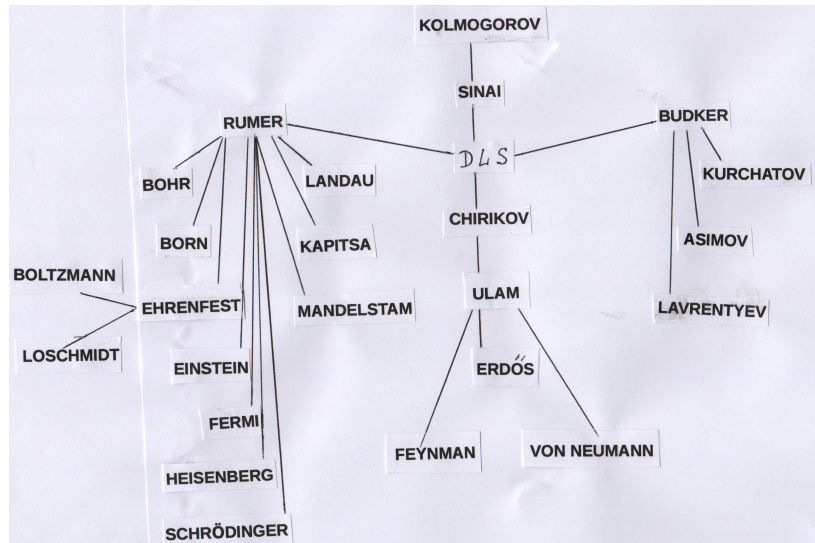 KOLMOGOROV
SINAI
RUMER
BUDKER
DLS
BOHR
LANDAU
KURCHATOV
CHIRIKOV
BORN
KAPITSA
ASIMOV
BOLTZMANN
EHRENFEST
MANDELSTAM
ULAM
LAVRENTYEV
LOSCHMIDT
EINSTEIN
ERDŐS
FERMI
FEYNMAN
VON NEUMANN
HEISENBERG
SCHRÖDINGER